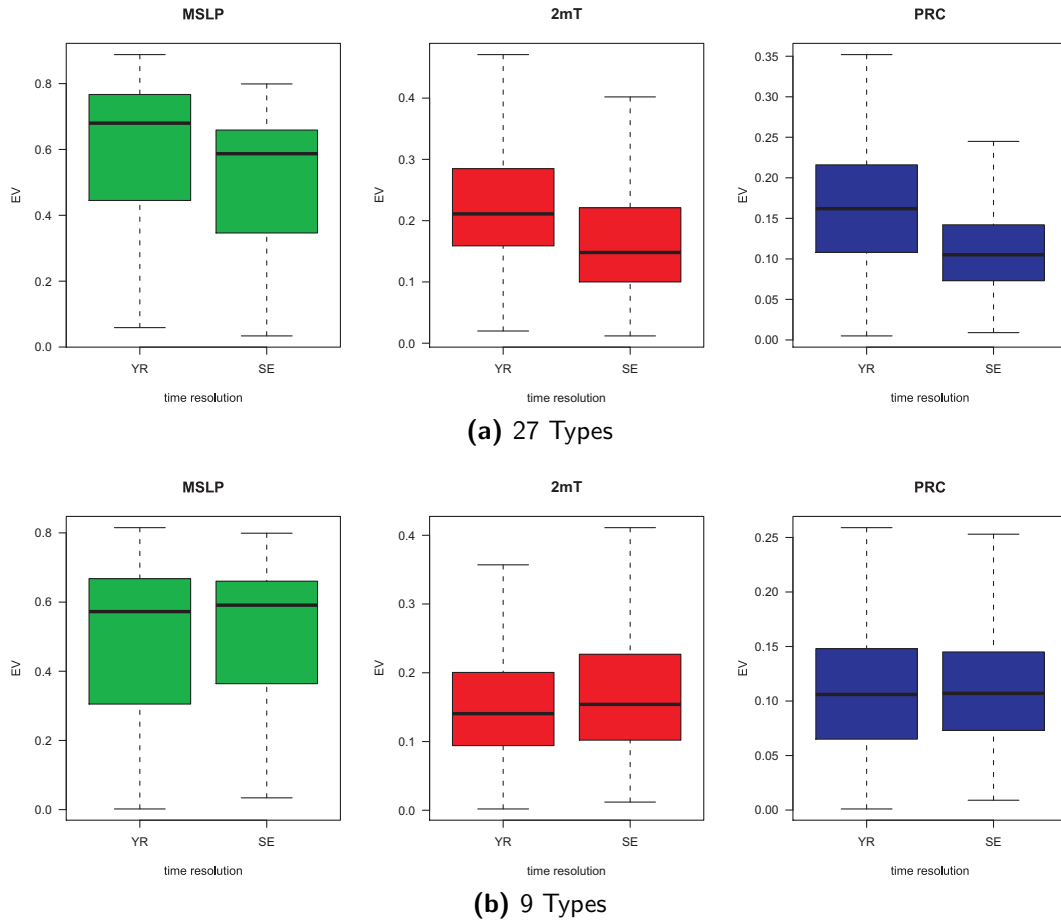 MSLP
2mT
PRC
0.8
0.6
0.4
0.2
0.0
EV
YR
SE
time resolution
0.4
0.3
0.2
0.1
0.0
EV
YR
SE
time resolution
0.35
0.30
0.25
0.20
0.15
0.10
0.05
0.00
EV
YR
SE
time resolution
(a) 27 Types
MSLP
2mT
PRC
0.8
0.6
0.4
0.2
0.0
EV
YR
SE
time resolution
0.4
0.3
0.2
0.1
0.0
EV
YR
SE
time resolution
0.25
0.20
0.15
0.10
0.05
0.00
EV
YR
SE
time resolution
(b) 9 Types